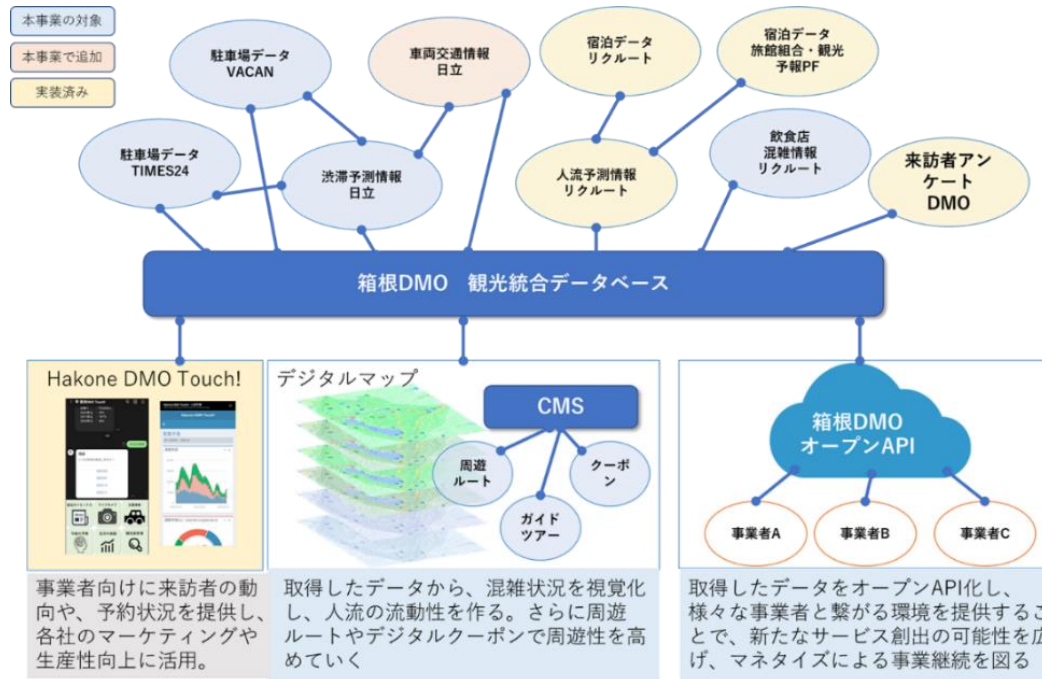 本事業の対象
本事業で追加
実装済み
駐車場データ
VACAN
車両交通情報
日立
宿泊データ
リクルート
宿泊データ
旅館組合・観光
予報PF
駐車場データ
TIMES24
渋滞予測情報
日立
人流予測情報
リクルート
飲食店
混雑情報
リクルート
来訪者アン
ケート
DMO
箱根DMO　観光統合データベース
Hakone DMO Touch!
デジタルマップ
CMS
周遊
ルート
クーポ
ン
ガイド
ツアー
箱根DMO
オープンAPI
事業者A
事業者B
事業者C
事業者向けに来訪者の動
向や、予約状況を提供し、
各社のマーケティングや
生産性向上に活用。
取得したデータから、混雑状況を視覚化
し、人流の流動性を作る。さらに周遊
ルートやデジタルクーポンで周遊性を高
めていく
取得したデータをオープンAPI化し、
様々な事業者と繋がる環境を提供するこ
とで、新たなサービス創出の可能性を広
げ、マネタイズによる事業継続を図る